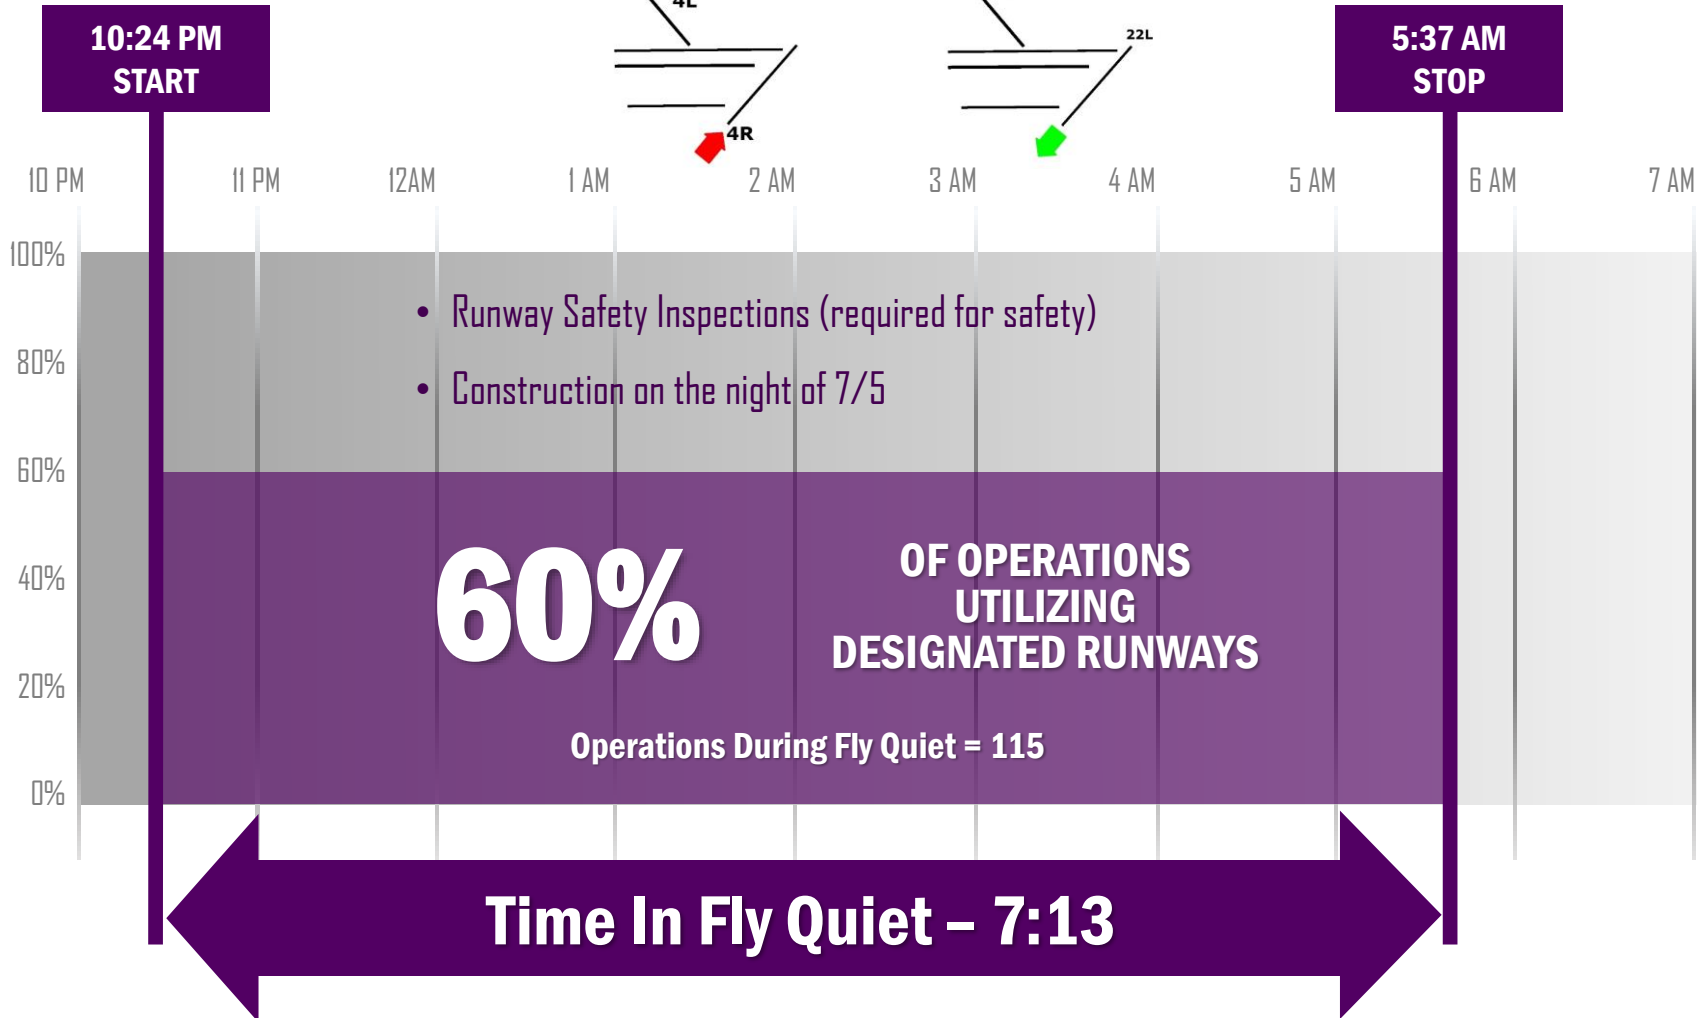 4L
10:24 PM
START
22L
5:37 AM
STOP
4R
10 PM
11 PM
12AM
1 AM
2 AM
3 AM
4 AM
5 AM
6 AM
7 AM
100%
• Runway Safety Inspections (required for safety)
80%
• Construction on the night of 7/5
60%
60%
OF OPERATIONS
UTILIZING
DESIGNATED RUNWAYS
40%
20%
Operations During Fly Quiet = 115
0%
Time In Fly Quiet – 7:13